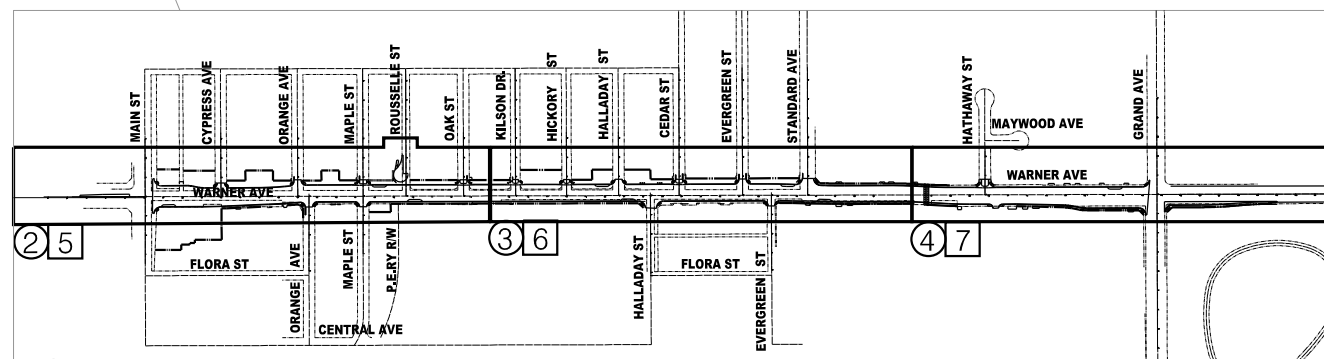 MAIN ST
CYPRESS AVE
ORANGE AVE
MAPLE ST
ROUSSELLE ST
OAK ST
KILSON DR.
HICKORY ST
HALLADAY ST
CEDAR ST
EVERGREEN ST
STANDARD AVE
HATHAWAY ST
MAYWOOD AVE
GRAND AVE
WARNER AVE
WARNER AVE
2 5
3 6
4 7
FLORA ST
ORANGE AVE
MAPLE ST
P.E.RY R/W
HALLADAY ST
FLORA ST
EVERGREEN ST
CENTRAL AVE